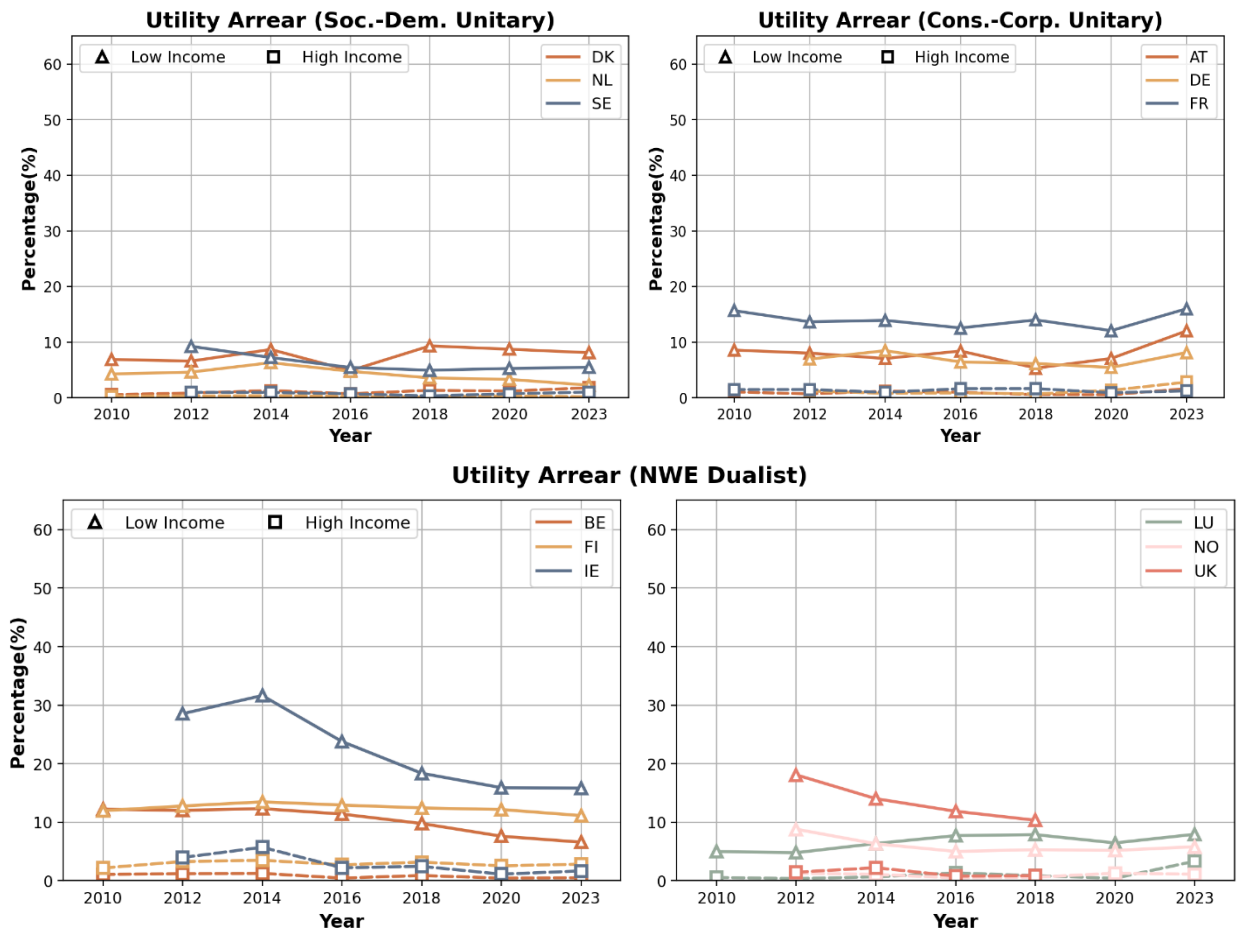 Utility Arrear (Soc.-Dem. Unitary)
Low Income
High Income
DK
NL
SE
60
50
40
30
20
10
0
Percentage(%)
2010 2012 2014 2016 2018 2020 2023
Year
Utility Arrear (Cons.-Corp. Unitary)
Low Income
High Income
AT
DE
FR
60
50
40
30
20
10
0
Percentage(%)
2010 2012 2014 2016 2018 2020 2023
Year
Utility Arrear (NWE Dualist)
Low Income
High Income
BE
FI
IE
60
50
40
30
20
10
0
Percentage(%)
2010 2012 2014 2016 2018 2020 2023
Year
LU
NO
UK
60
50
40
30
20
10
0
2010 2012 2014 2016 2018 2020 2023
Year